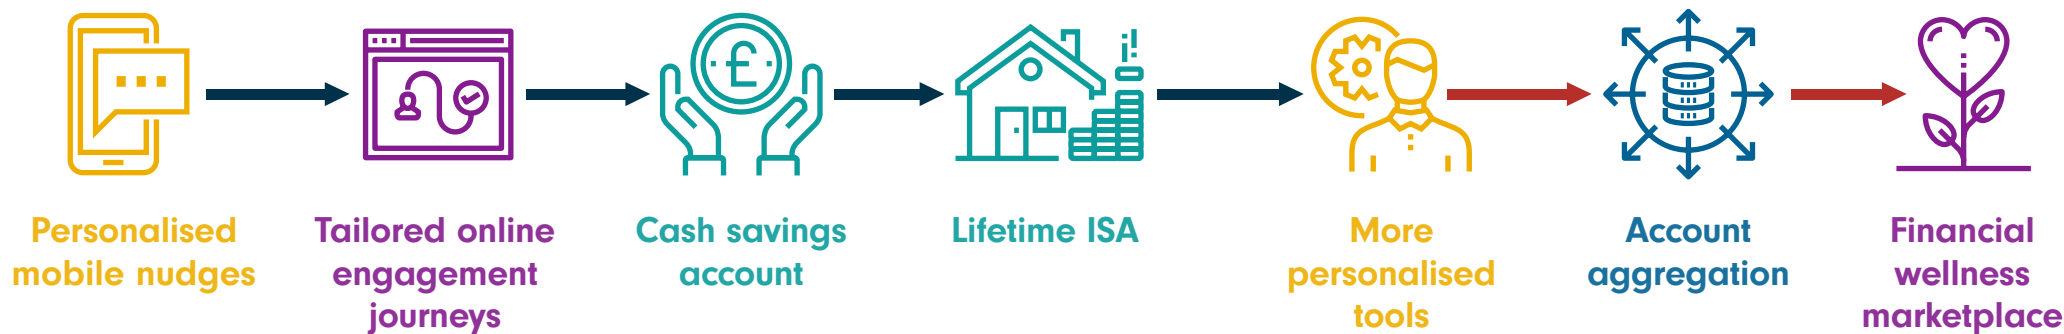 £
Personalised
mobile nudges
Tailored online
engagement
journeys
Cash savings
account
Lifetime ISA
More
personalised
tools
Account
aggregation
Financial
wellness
marketplace